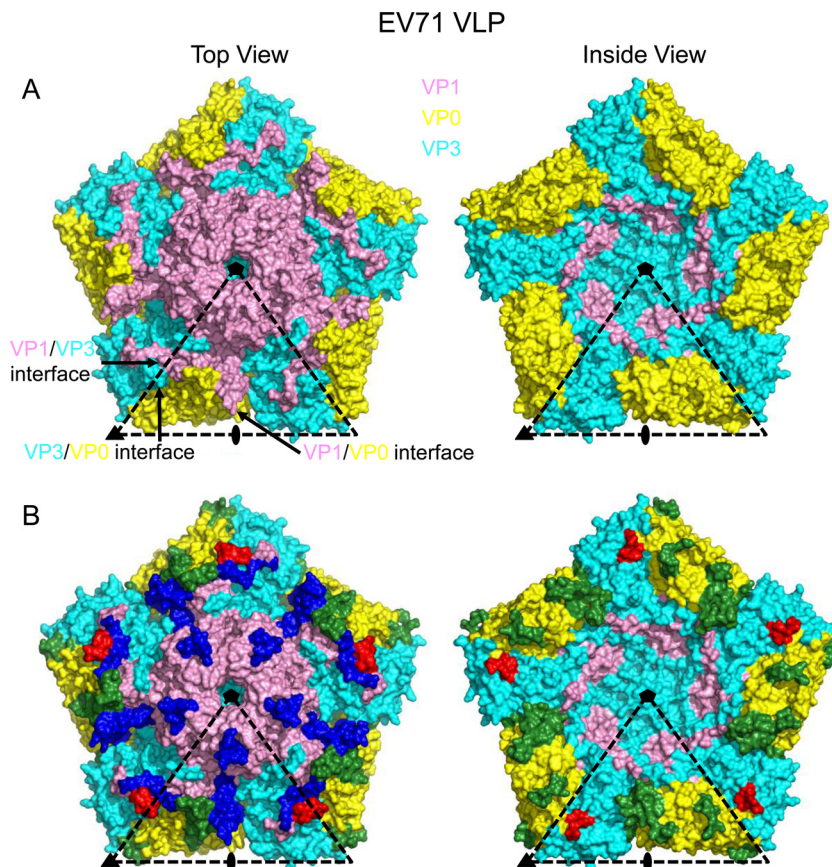 EV71 VLP
Top View
Inside View
A
VP1
VP0
VP3
VP1/VP3
interface
VP3/VP0 interface
VP1/VP0 interface
B